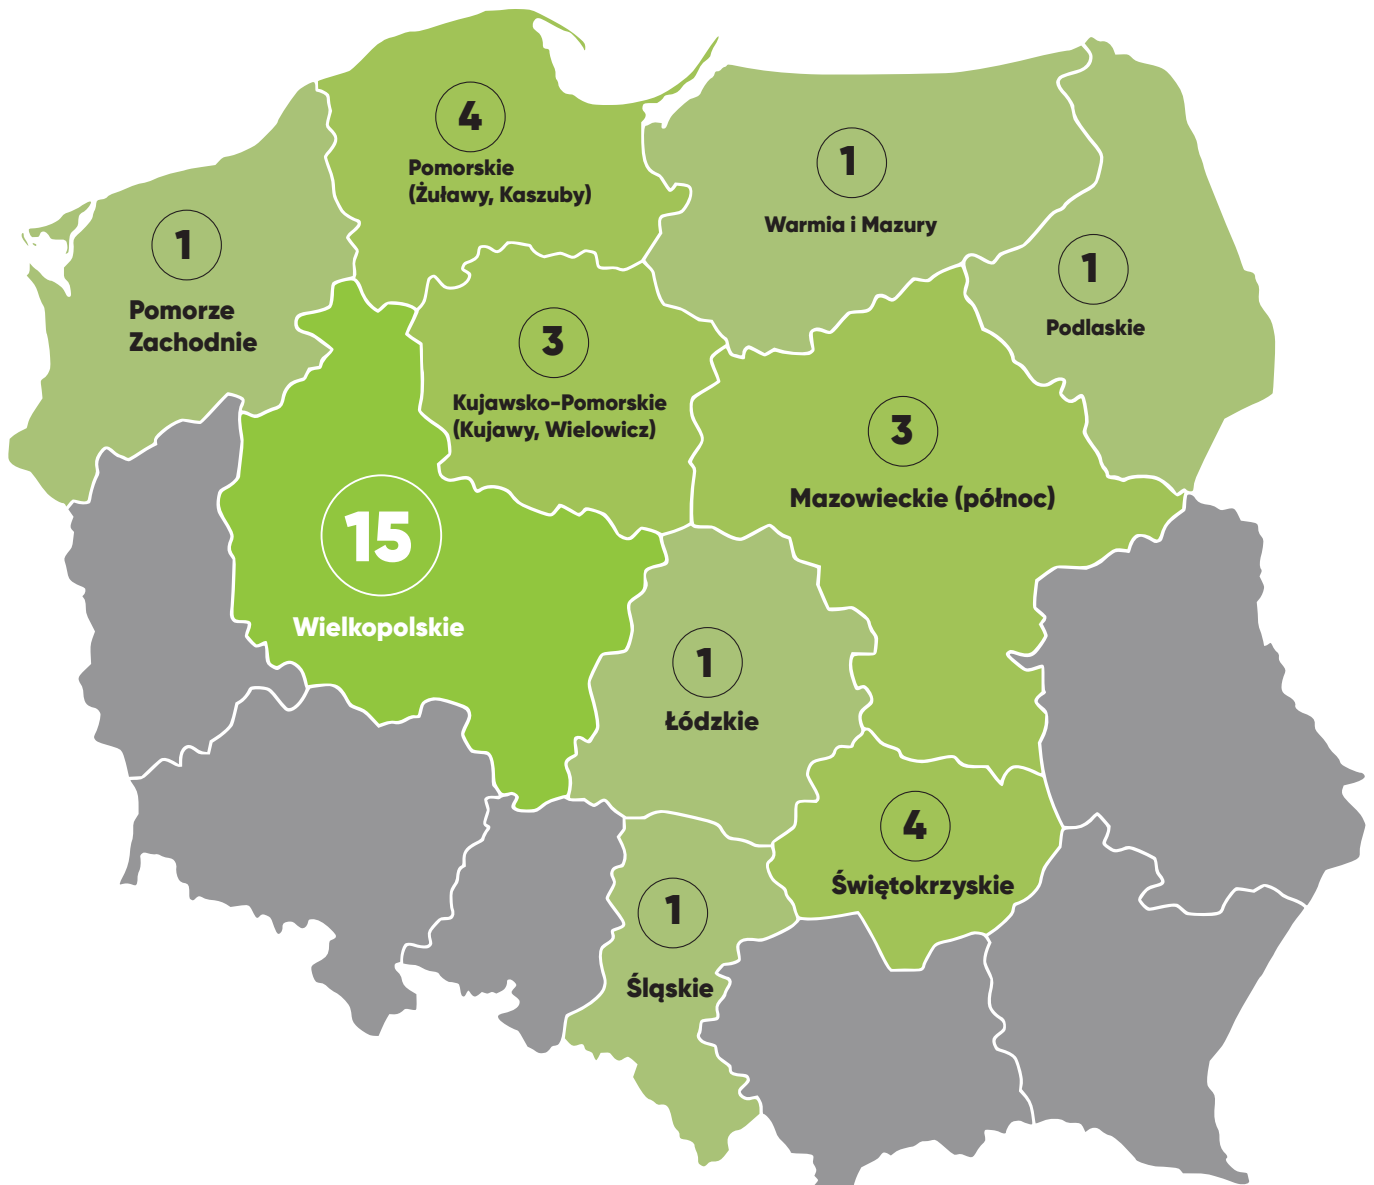 4
Pomorskie
(Żuławy, Kaszuby)
1
Warmia i Mazury
1
Pomorze
Zachodnie
1
Podlaskie
3
Kujawsko-Pomorskie
(Kujawy, Wielowicz)
3
Mazowieckie (północ)
15
Wielkopolskie
1
Łódzkie
4
Świętokrzyskie
1
Śląskie